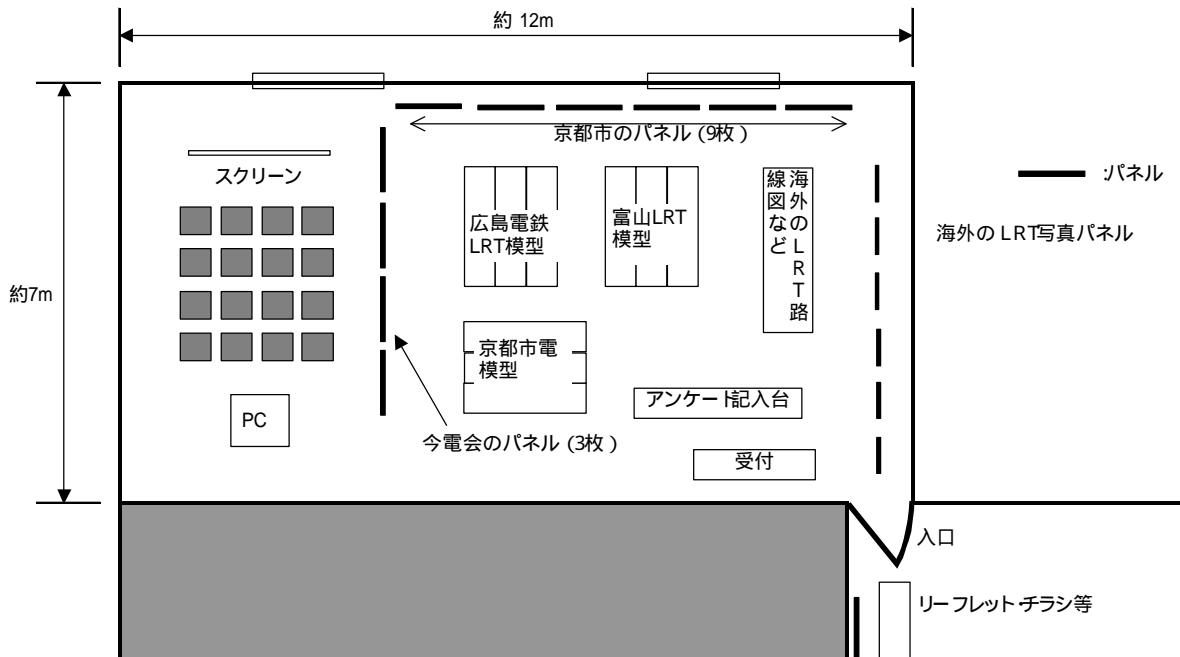 約 12m
京都市のパネル (9枚 )
スクリーン
:パネル
広島電鉄
LRT模型
富山LRT
模型
海外のLRT路
線図など
海外の LRT写真パネル
約7m
京都市電
模型
アンケート記入台
PC
今電会のパネル (3枚 )
受付
入口
リーフレット・チラシ等